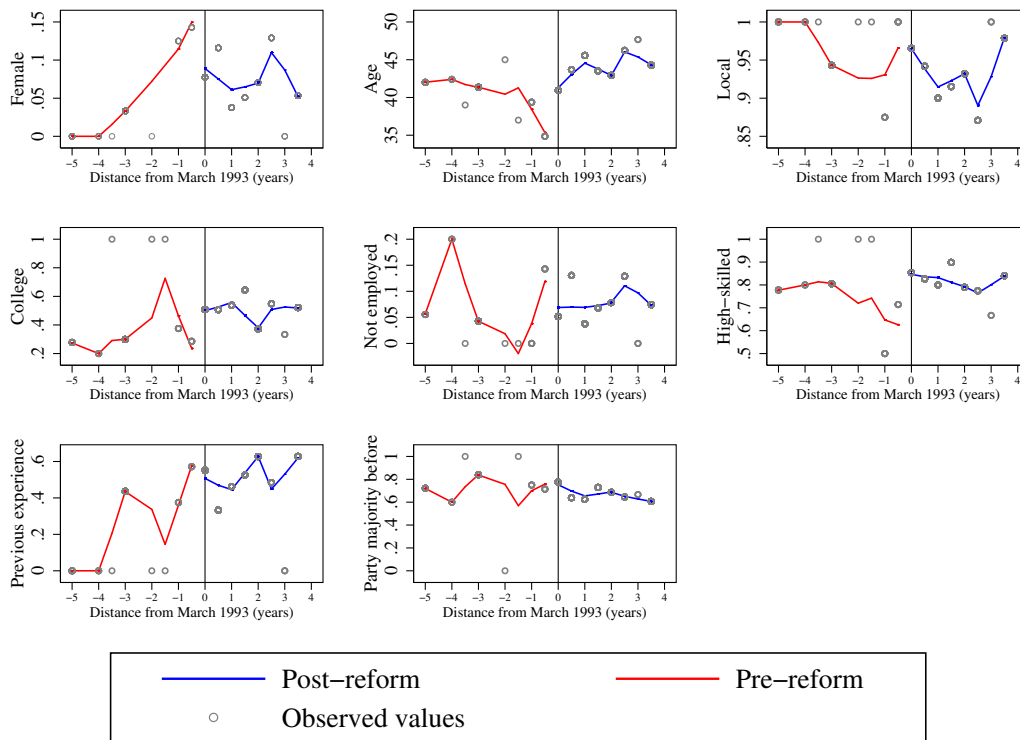 Female
0 .05 .1 .15
−5 −4 −3 −2 −1 0 1 2 3 4
Distance from March 1993 (years)
Age
35 40 45 50
−5 −4 −3 −2 −1 0 1 2 3 4
Distance from March 1993 (years)
Local
.85 .9 .95 1
−5 −4 −3 −2 −1 0 1 2 3 4
Distance from March 1993 (years)
College
.2 .4 .6 .8 1
−5 −4 −3 −2 −1 0 1 2 3 4
Distance from March 1993 (years)
Not employed
0 .05 .1 .15 .2
−5 −4 −3 −2 −1 0 1 2 3 4
Distance from March 1993 (years)
High−skilled
.5 .6 .7 .8 .9 1
−5 −4 −3 −2 −1 0 1 2 3 4
Distance from March 1993 (years)
Previous experience
0 .2 .4 .6
−5 −4 −3 −2 −1 0 1 2 3 4
Distance from March 1993 (years)
Party majority before
0 .2 .4 .6 .8 1
−5 −4 −3 −2 −1 0 1 2 3 4
Distance from March 1993 (years)
Post−reform
Pre−reform
Observed values